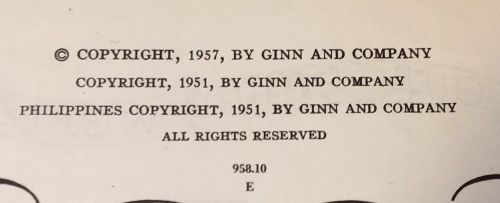 © COPYRIGHT, 1957, BY GINN AND COMPANY
COPYRIGHT, 1951, BY GINN AND COMPANY
PHILIPPINES COPYRIGHT, 1951, BY GINN AND COMPANY
ALL RIGHTS RESERVED
958.10
E